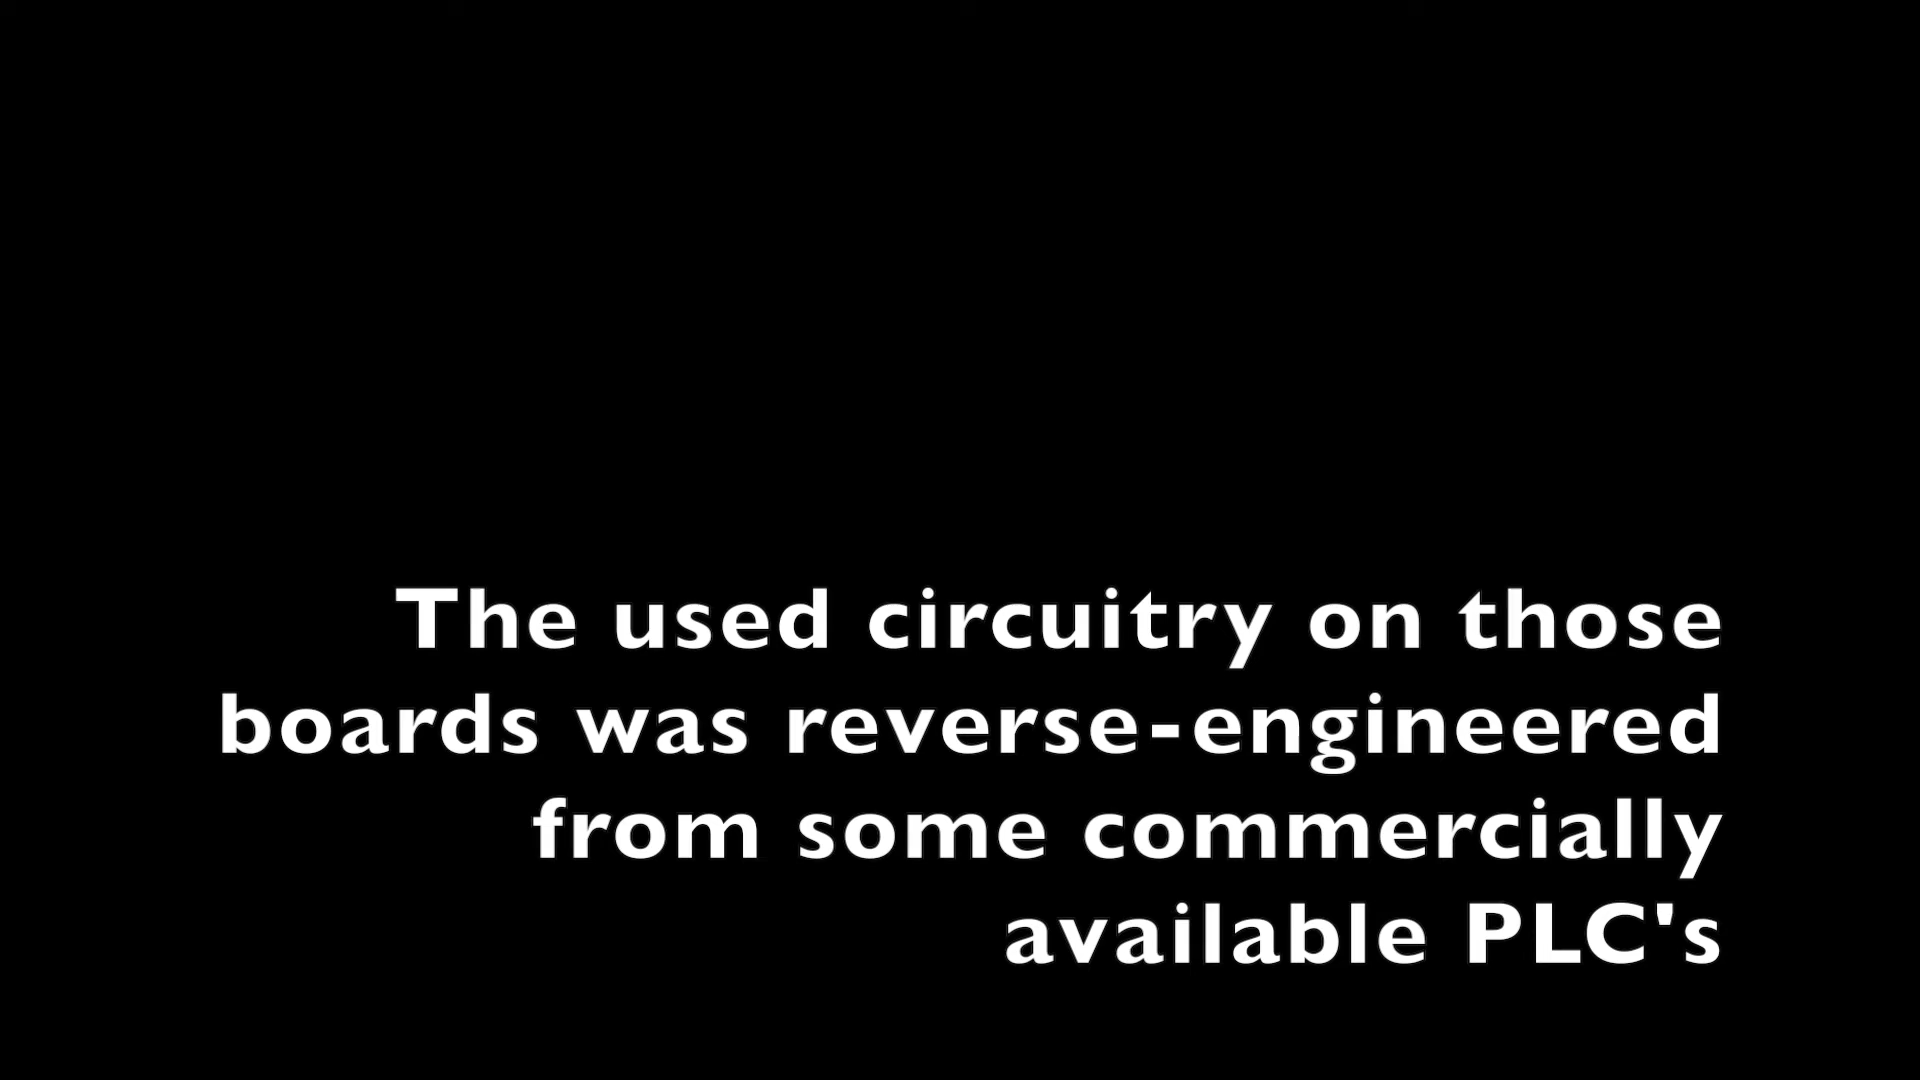 The used circuitry on those
boards was reverse-engineered
from some commercially
available PLC's